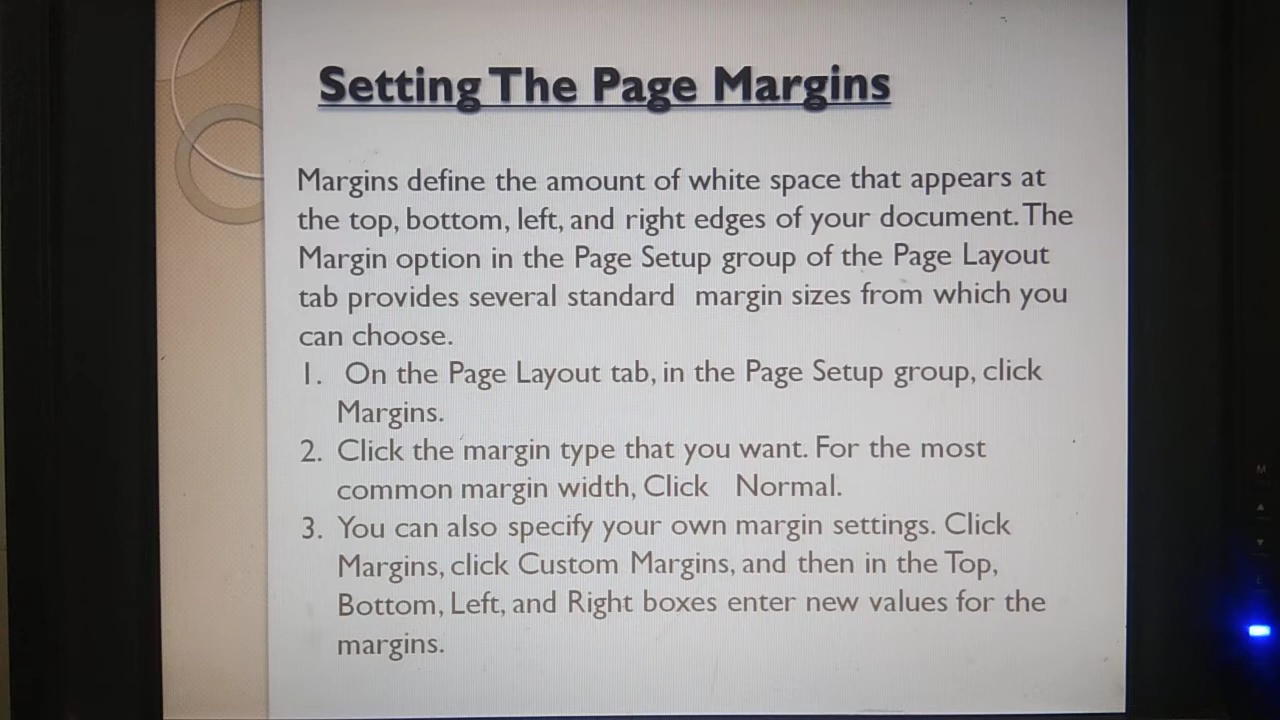 Setting The Page Margins
Margins define the amount of white space that appears at
the top, bottom, left, and right edges of your document. The
Margin option in the Page Setup group of the Page Layout
tab provides several standard margin sizes from which you
can choose.
1. On the Page Layout tab, in the Page Setup group, click
Margins.
2. Click the margin type that you want. For the most
common margin width, Click Normal.
3. You can also specify your own margin settings. Click
Margins, click Custom Margins, and then in the Top,
Bottom, Left, and Right boxes enter new values for the
margins.
M